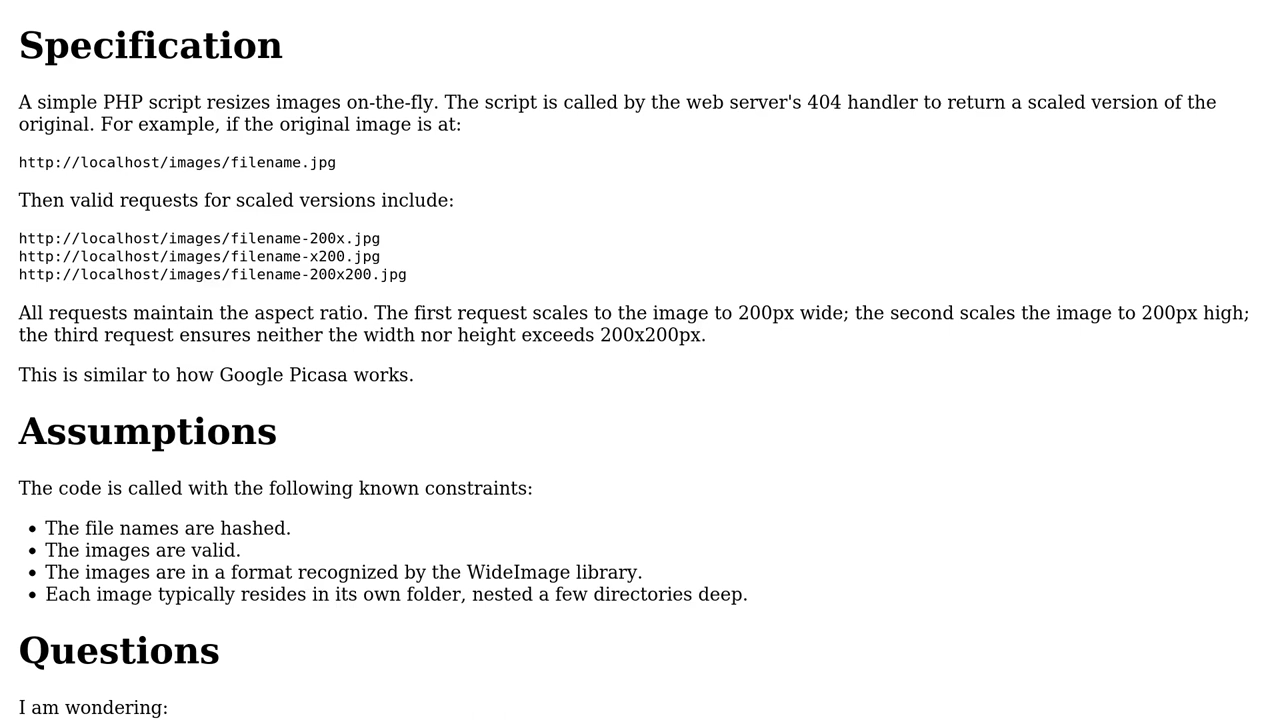 Specification
A simple PHP script resizes images on-the-fly. The script is called by the web server's 404 handler to return a scaled version of the
original. For example, if the original image is at:
http://localhost/images/filename.jpg
Then valid requests for scaled versions include:
http://localhost/images/filename-200x.jpg
http://localhost/images/filename-x200.jpg
http://localhost/images/filename-200x200.jpg
All requests maintain the aspect ratio. The first request scales to the image to 200px wide; the second scales the image to 200px high;
the third request ensures neither the width nor height exceeds 200x200px.
This is similar to how Google Picasa works.
Assumptions
The code is called with the following known constraints:
• The file names are hashed.
• The images are valid.
• The images are in a format recognized by the WideImage library.
• Each image typically resides in its own folder, nested a few directories deep.
Questions
I am wondering: